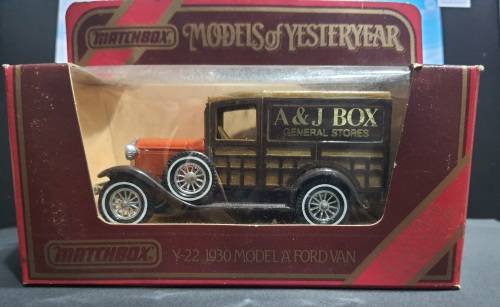 MATCHBOX
MODELS of YESTERYEAR
A & J BOX
GENERAL STORES
MATCHBOX
Y-22 1930 MODEL 'A' FORD VAN